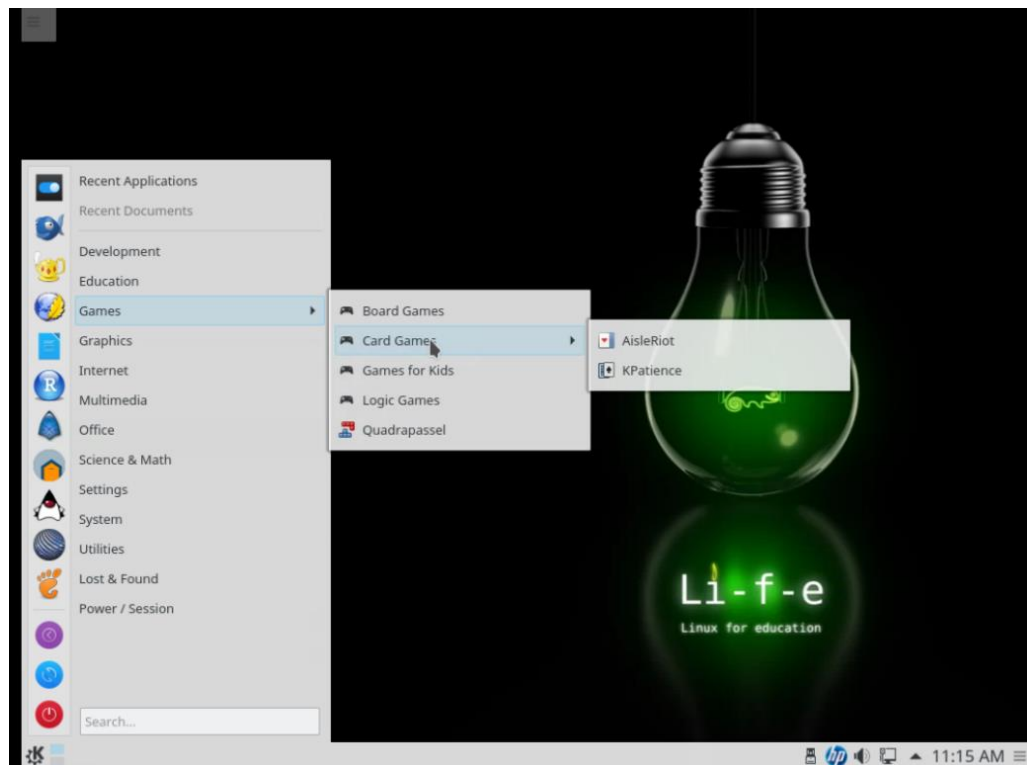 Recent Applications
Recent Documents
Development
Education
Games
Graphics
Internet
Multimedia
Office
Science & Math
Settings
System
Utilities
Lost & Found
Power / Session
Search...
Board Games
Card Games
Games for Kids
Logic Games
Quadrapassel
AisleRiot
KPatience
Li-f-e
Linux for education
R
K
hp
11:15 AM